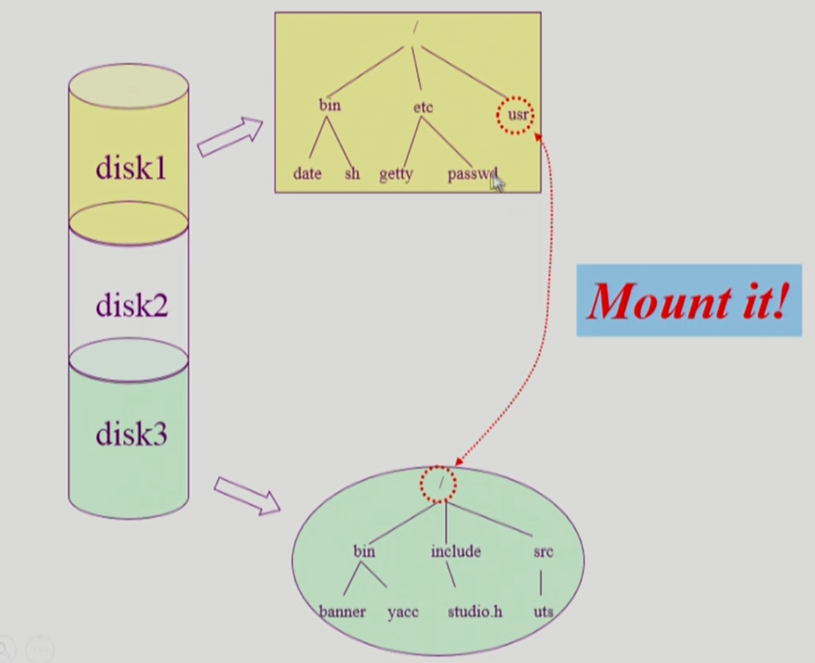 /
bin etc usr
date sh getty passwd
disk1
disk2
Mount it!
disk3
/
bin include src
banner yacc studio.h uts